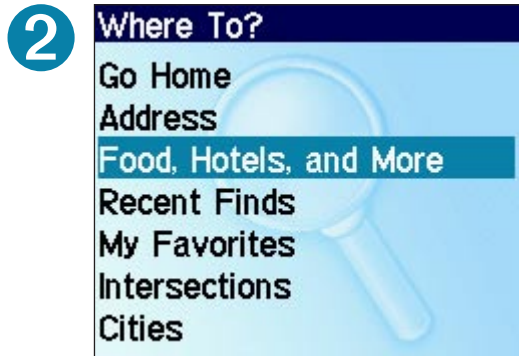 2
Where To?
Go Home
Address
Food, Hotels, and More
Recent Finds
My Favorites
Intersections
Cities